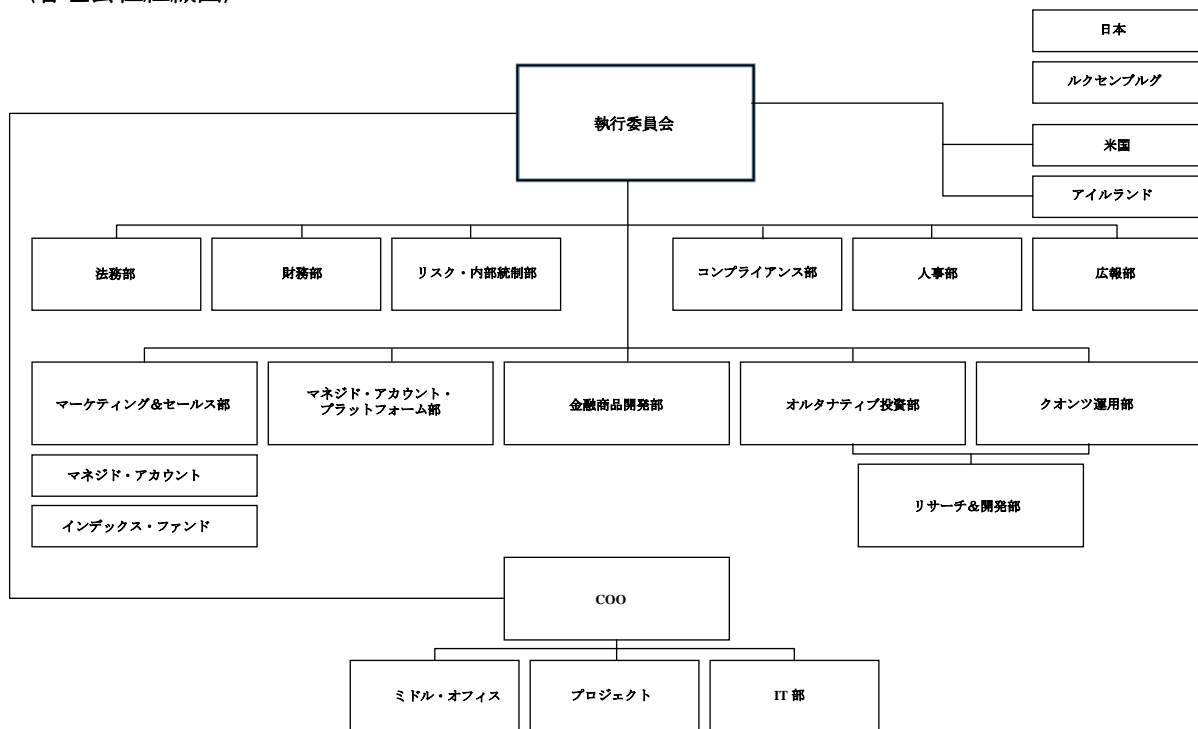 日本
ルクセンブルグ
執行委員会
米国
アイルランド
法務部
財務部
リスク・内部統制部
コンプライアンス部
人事部
広報部
マーケティング＆セールス部
マネジド・アカウント・
プラットフォーム部
金融商品開発部
オルタナティブ投資部
クオンツ運用部
マネジド・アカウント
インデックス・ファンド
リサーチ＆開発部
COO
ミドル・オフィス
プロジェクト
IT 部